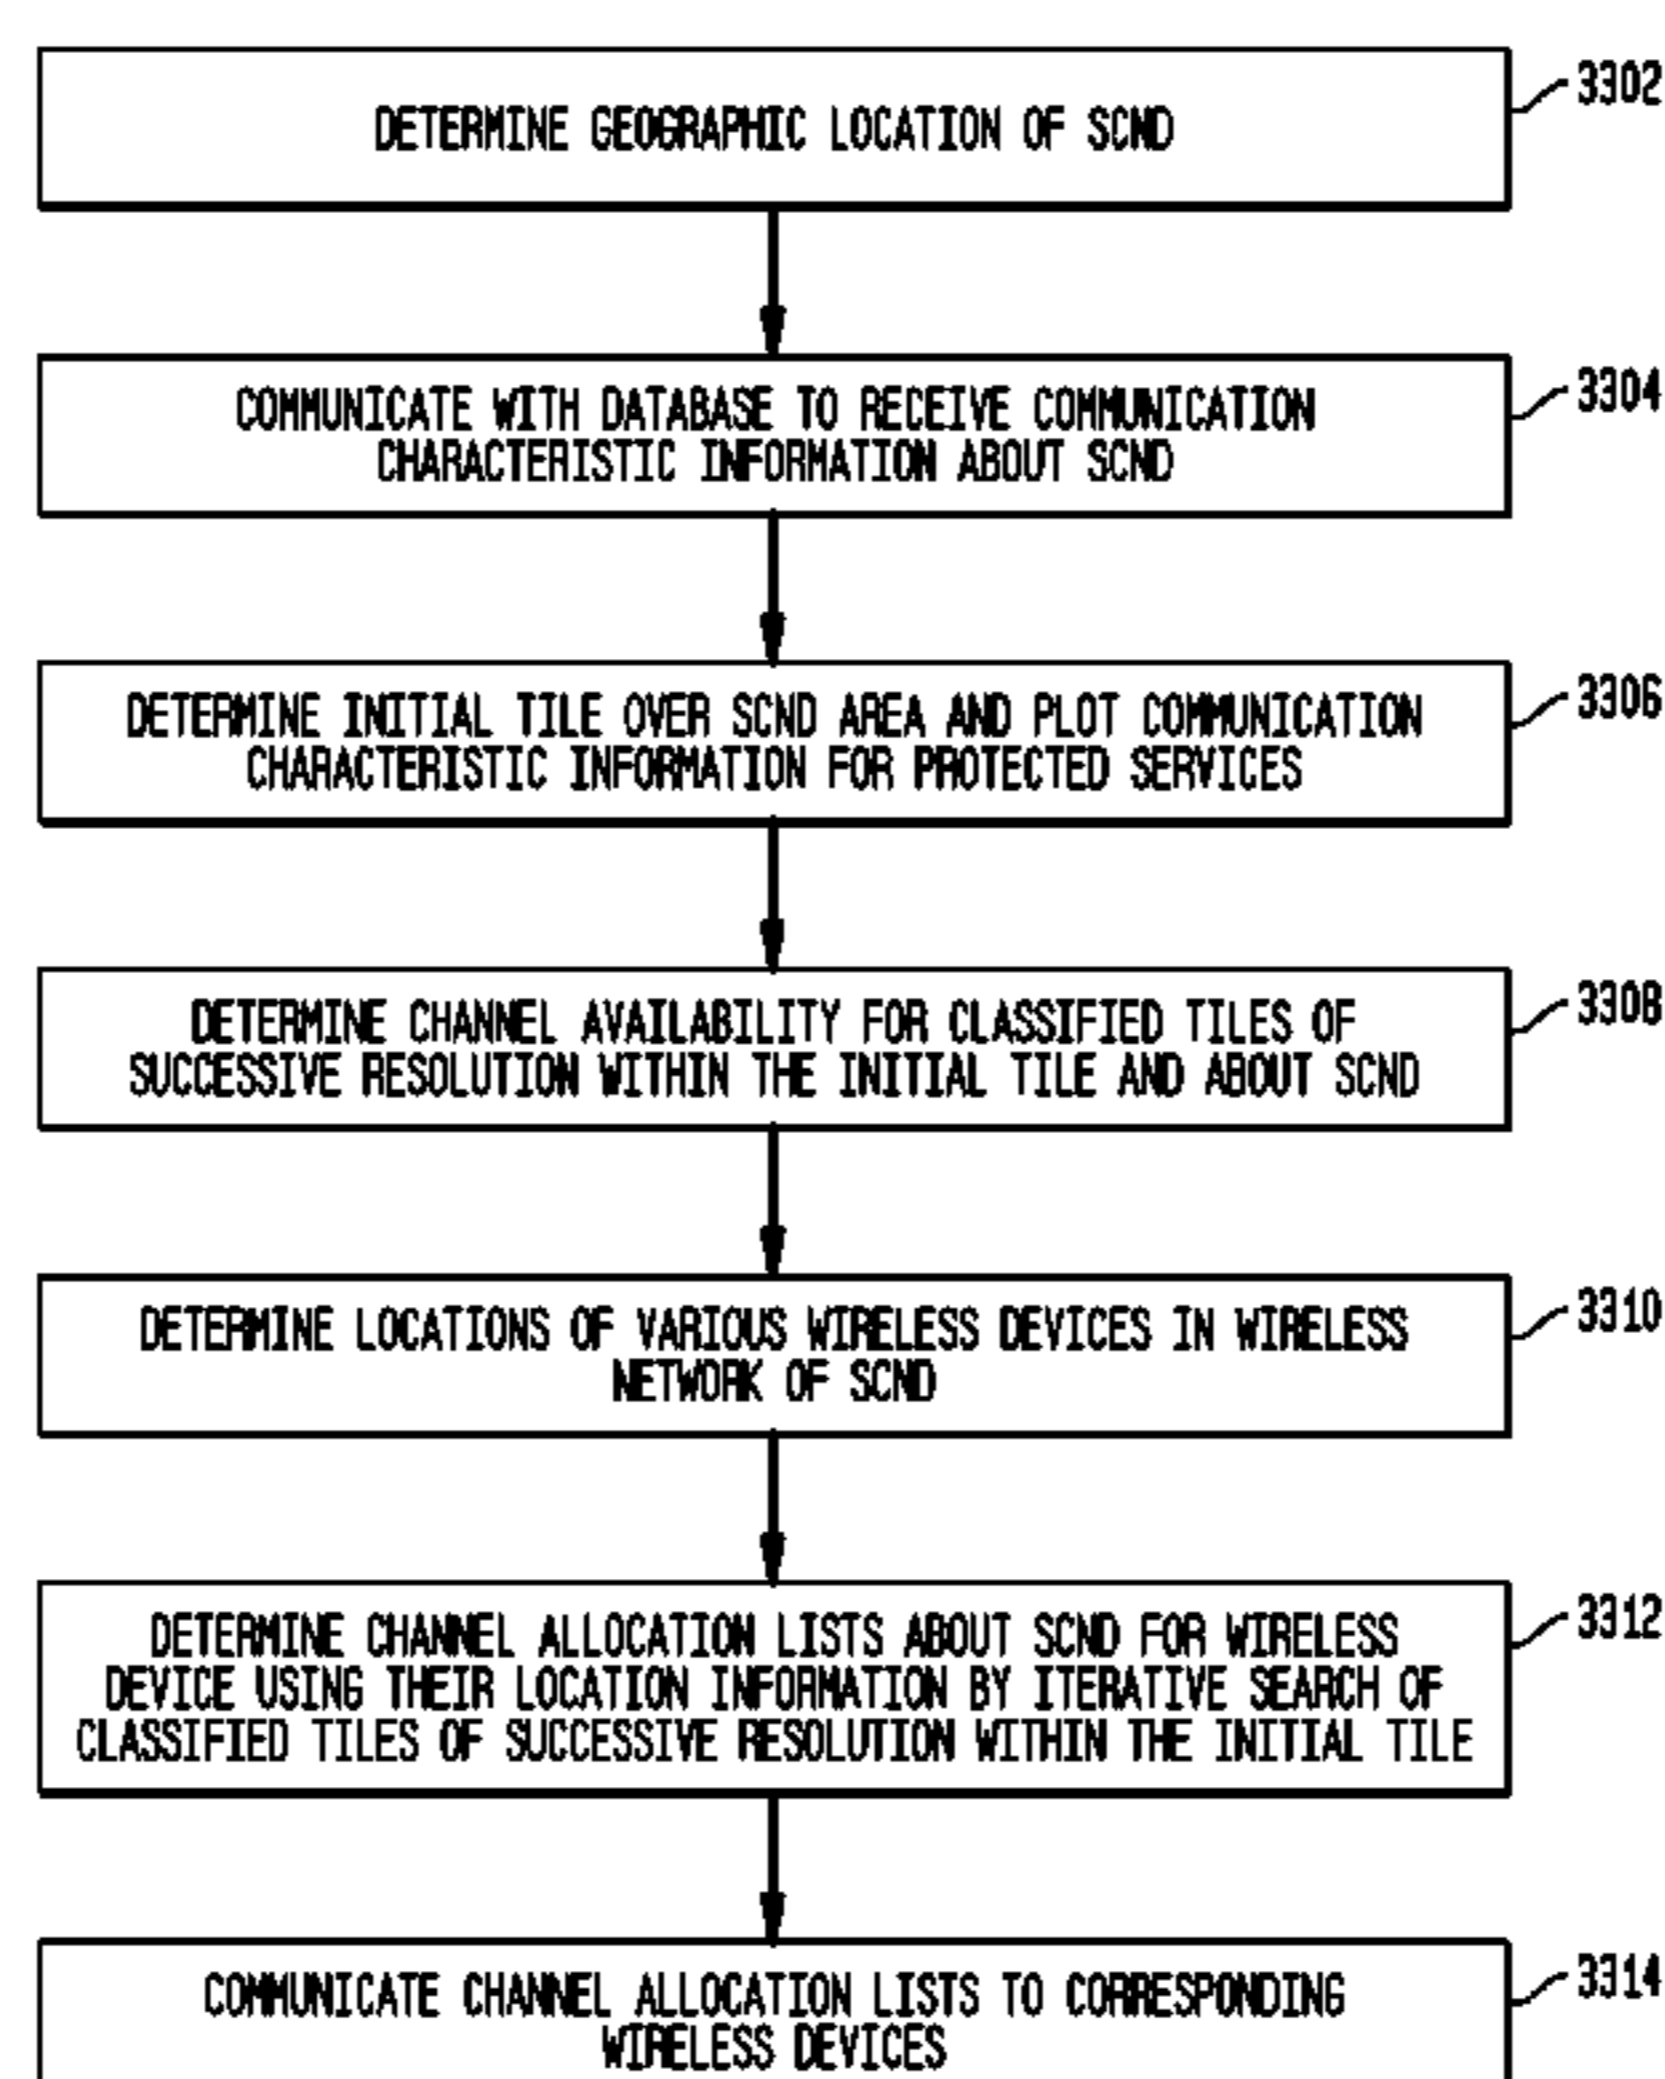 3302
DETERMINE GEOGRAPHIC LOCATION OF SCND
3304
COMMUNICATE WITH DATABASE TO RECEIVE COMMUNICATION
CHARACTERISTIC INFORMATION ABOUT SCND
3306
DETERMINE INITIAL TILE OVER SCND AREA AND PLOT COMMUNICATION
CHARACTERISTIC INFORMATION FOR PROTECTED SERVICES
3308
DETERMINE CHANNEL AVAILABILITY FOR CLASSIFIED TILES OF
SUCCESSIVE RESOLUTION WITHIN THE INITIAL TILE AND ABOUT SCND
3310
DETERMINE LOCATIONS OF VARIOUS WIRELESS DEVICES IN WIRELESS
NETWORK OF SCND
3312
DETERMINE CHANNEL ALLOCATION LISTS ABOUT SCND FOR WIRELESS
DEVICE USING THEIR LOCATION INFORMATION BY ITERATIVE SEARCH OF
CLASSIFIED TILES OF SUCCESSIVE RESOLUTION WITHIN THE INITIAL TILE
3314
COMMUNICATE CHANNEL ALLOCATION LISTS TO CORRESPONDING
WIRELESS DEVICES